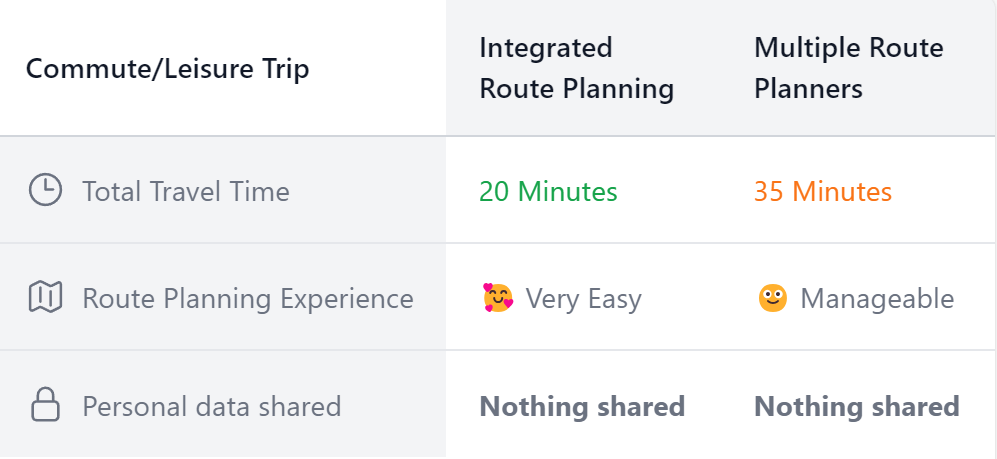 Commute/Leisure Trip
Integrated
Route Planning
Multiple Route
Planners
Total Travel Time
20 Minutes
35 Minutes
Route Planning Experience
🥰 Very Easy
🙂 Manageable
Personal data shared
Nothing shared
Nothing shared